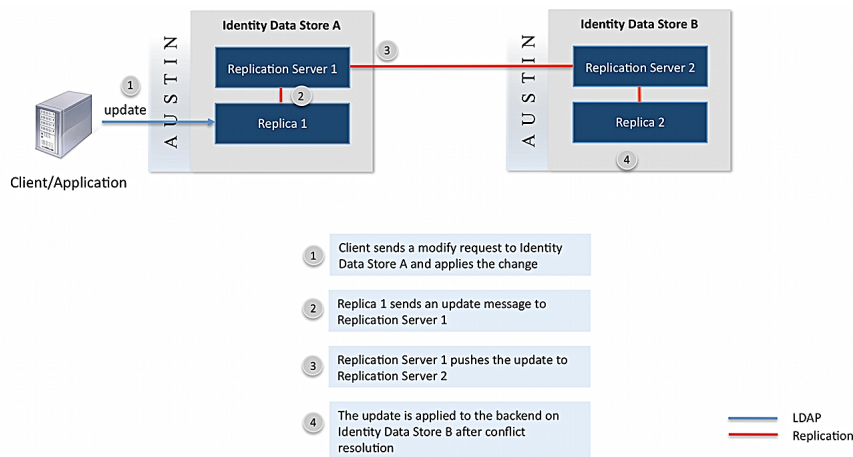 Identity Data Store A
Identity Data Store B
AUSTIN
Replication Server 1
3
AUSTIN
Replication Server 2
1
update
2
Replica 1
Replica 2
4
Client/Application
1
Client sends a modify request to Identity
Data Store A and applies the change
2
Replica 1 sends an update message to
Replication Server 1
3
Replication Server 1 pushes the update to
Replication Server 2
4
The update is applied to the backend on
Identity Data Store B after conflict
resolution
LDAP
Replication